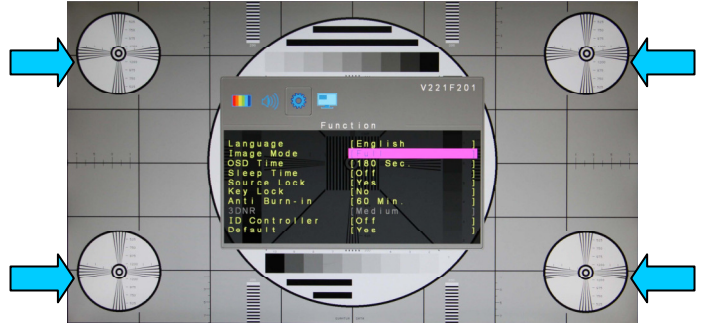 V221F201
Function
Language [English ]
Image Mode
OSD Time [180 Sec. ]
Sleep Time [Off ]
Source Lock [Yes ]
Key Lock [No ]
Anti Burn-in [60 Min. ]
3DNR [Medium ]
ID Controller [Off ]
Default [Yes ]